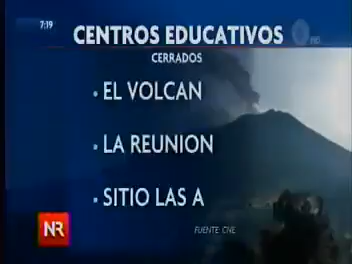 7:19
CENTROS EDUCATIVOS
CERRADOS
• EL VOLCAN
• LA REUNION
• SITIO LAS A
NR
FUENTE: CNE